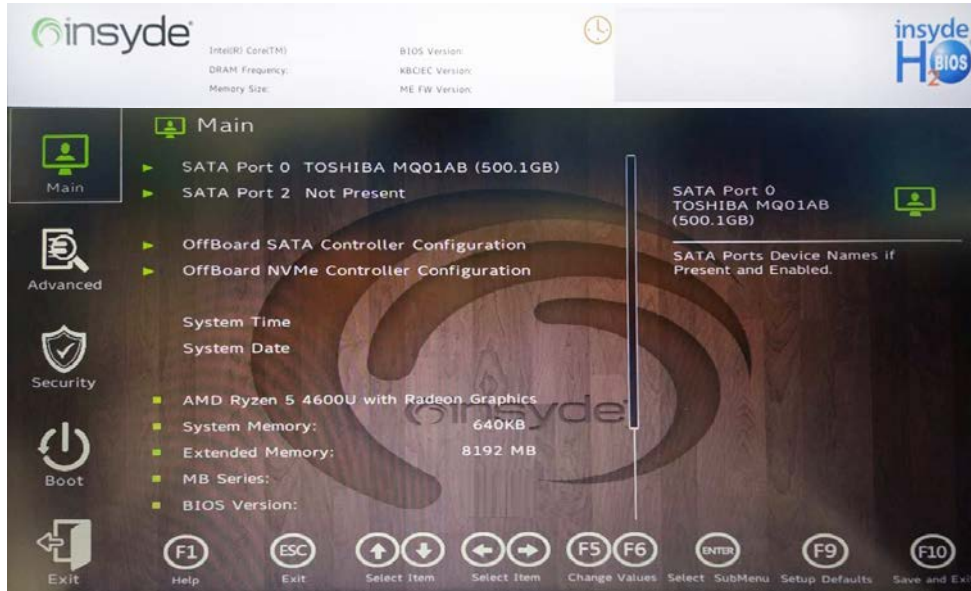 insyde
insyde
H2
BIOS
Intel(R) Core(TM)
BIOS Version:
DRAM Frequency:
KBC/EC Version:
Memory Size:
ME FW Version:
Main
Main
SATA Port 0 TOSHIBA MQ01AB (500.1GB)
SATA Port 2 Not Present
OffBoard SATA Controller Configuration
OffBoard NVMe Controller Configuration
System Time
System Date
AMD Ryzen 5 4600U with Radeon Graphics
System Memory: 640KB
Extended Memory: 8192 MB
MB Series:
BIOS Version:
SATA Port 0
TOSHIBA MQ01AB
(500.1GB)
SATA Ports Device Names if
Present and Enabled.
Advanced
Security
Boot
Exit
insyde
F1
Help
ESC
Exit
Select Item
Select Item
F5 F6
Change Values
ENTER
Select SubMenu
F9
Setup Defaults
F10
Save and Exi